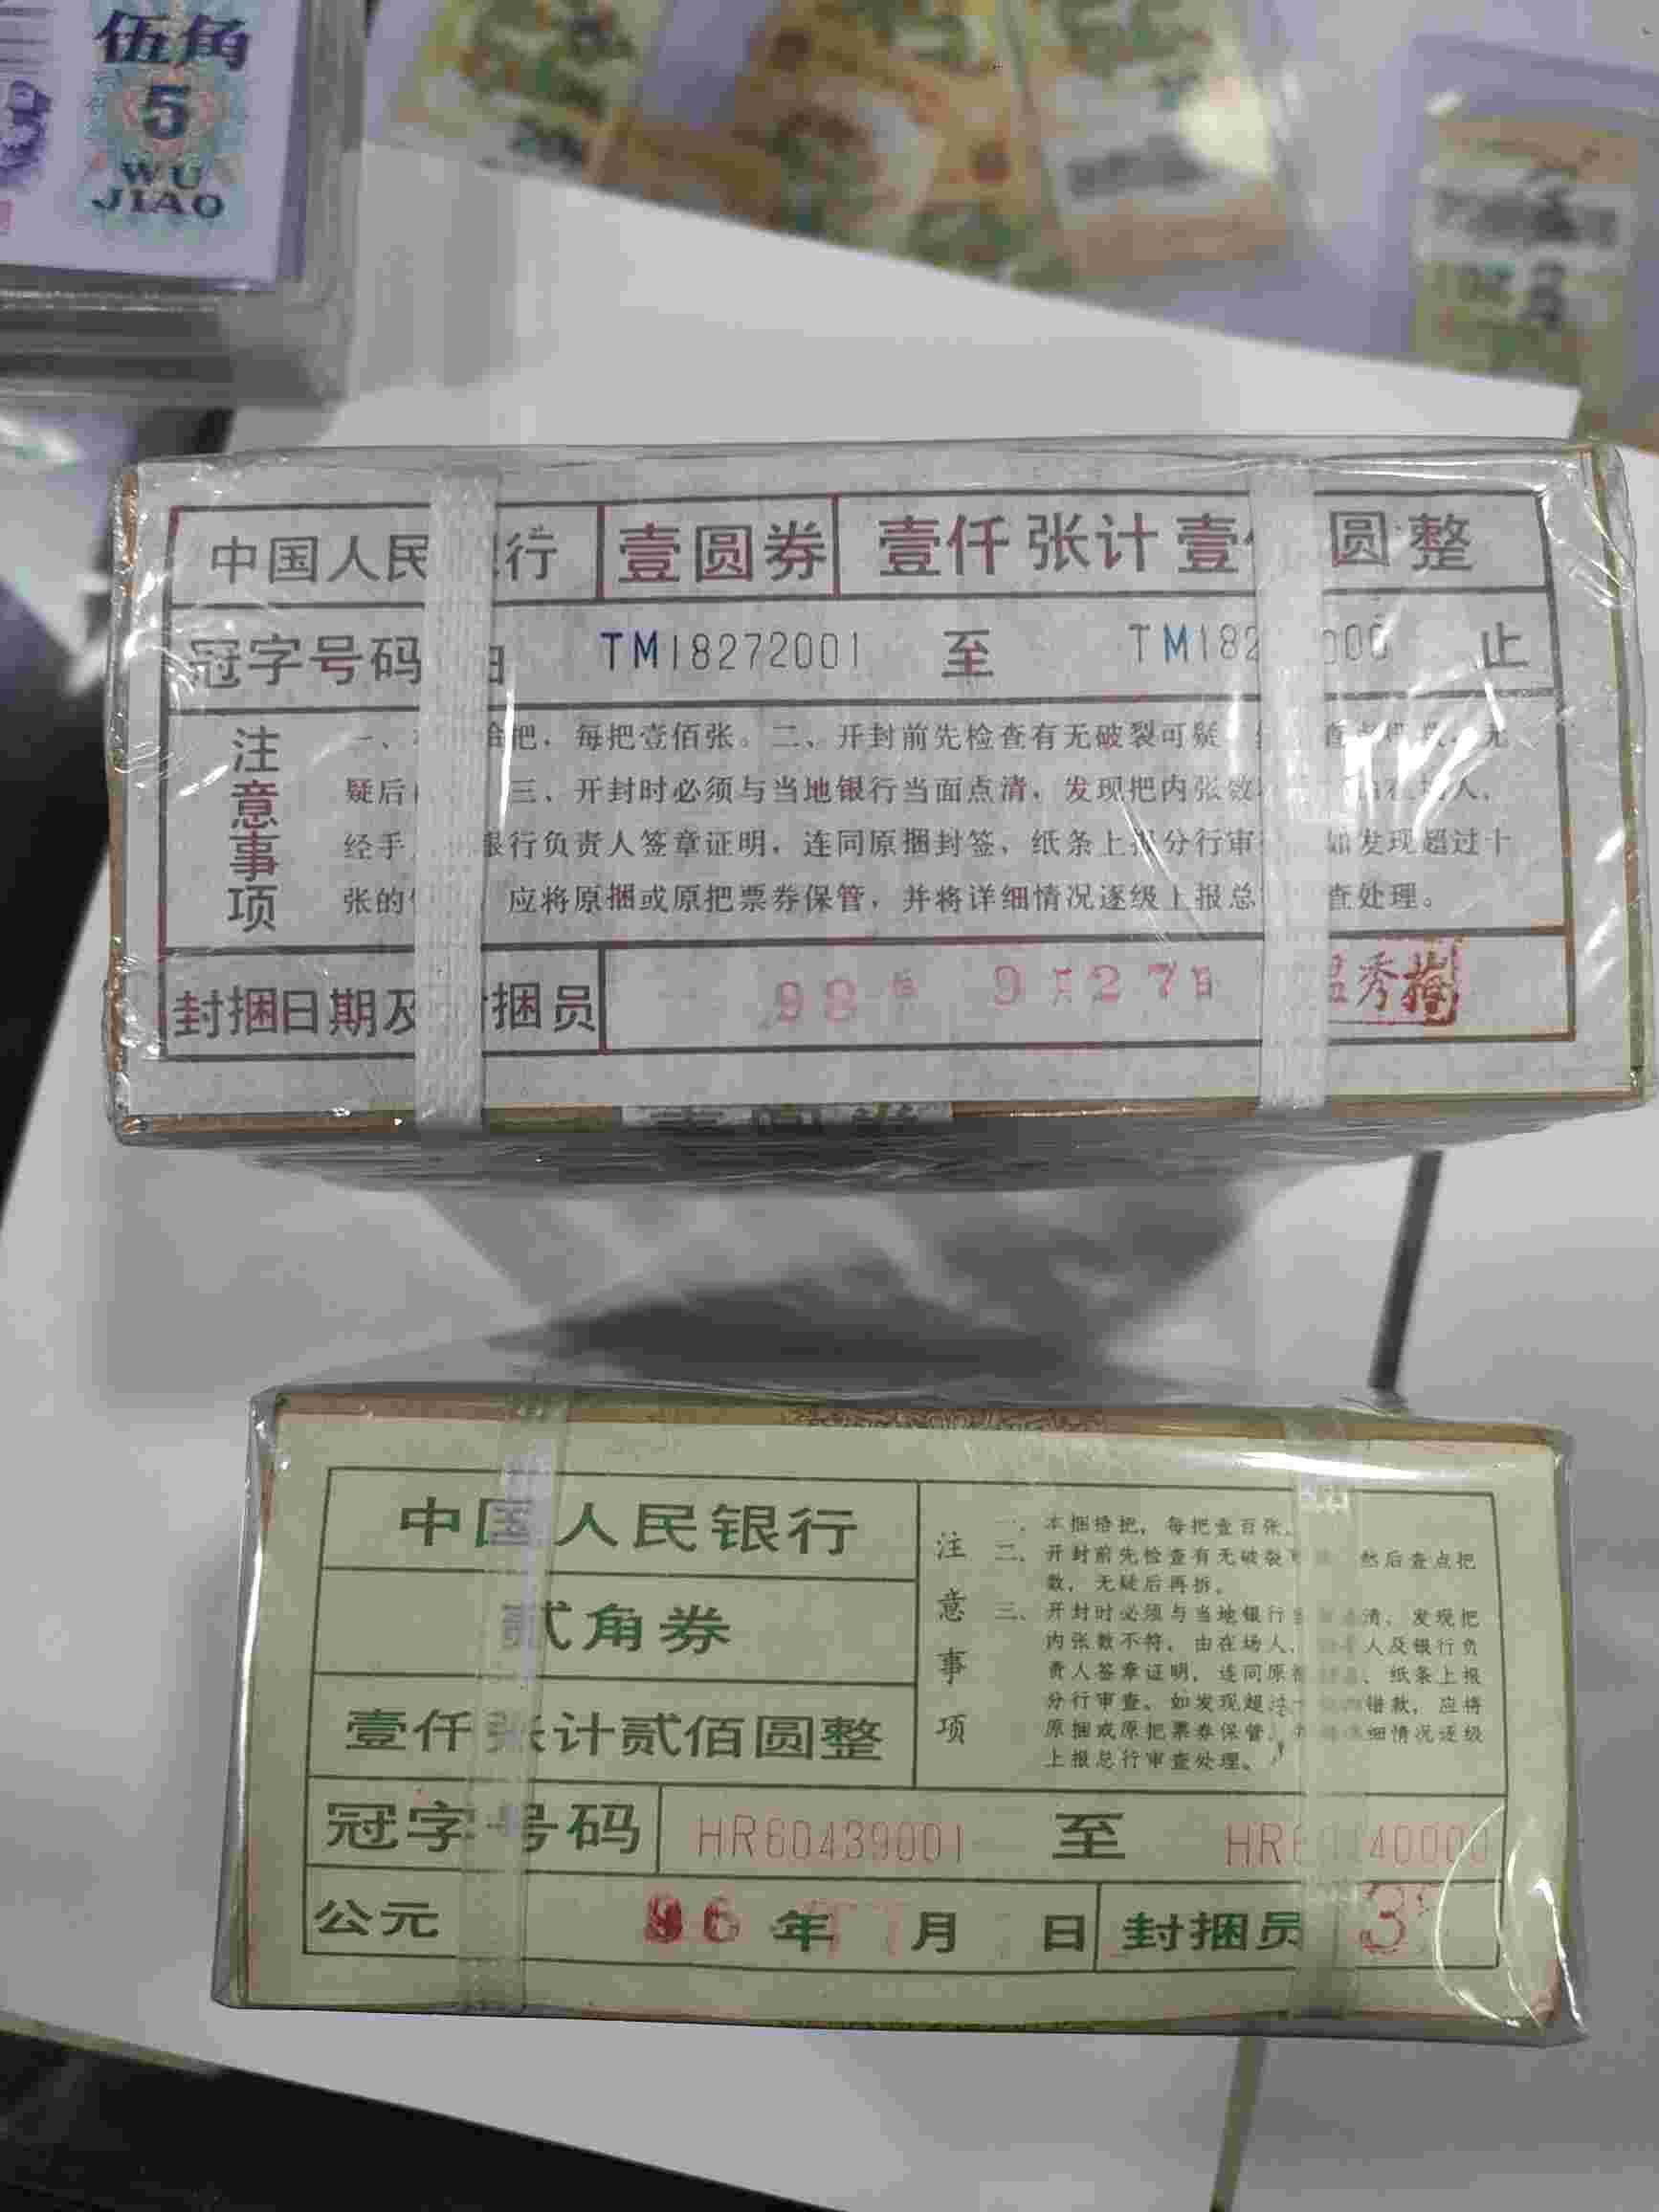 伍角
5
WU
JIAO
中国人民 行 壹圆券 壹仟张计壹 圆整
冠字号码 TM18272001 至 TM182 000 止
注意事项
一、 把，每把壹佰张。二、开封前先检查有无破裂可疑
疑后 三、开封时必须与当地银行当面点清，发现把内张数
经手 银行负责人签章证明，连同原捆封签，纸条上报分行审 如发现超过十
张的 应将原捆或原把票券保管，并将详细情况逐级上报总 查处理。
封捆日期及 捆员 98 9 27 秀梅
中国人民银行
贰角券
壹仟张计贰佰圆整
注意事项
一、本捆拾把，每把壹百张。
二、开封前先检查有无破裂 然后查点把
数，无疑后再拆。
三、开封时必须与当地银行 清，发现把
内张数不符，由在场人、 人及银行负
责人签章证明，连同原 、纸条上报
分行审查。如发现超过 错款，应将
原捆或原把票券保管， 细情况逐级
上报总行审查处理。
冠字号码 HR60439001 至 HR 40000
公元 96 年 月 日 封捆员 3